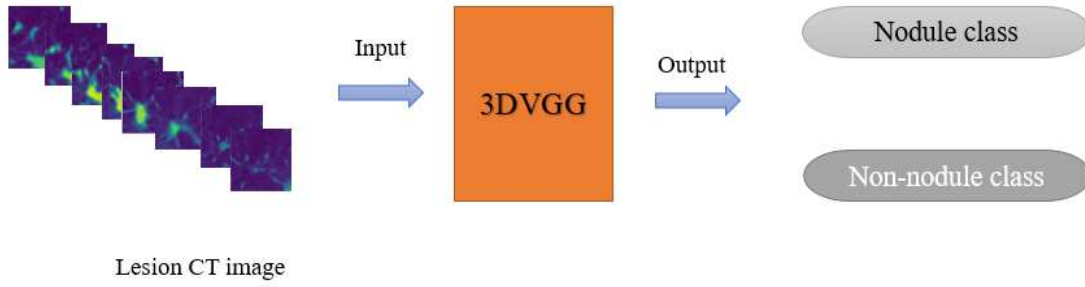 Input
3DVGG
Output
Nodule class
Non-nodule class
Lesion CT image